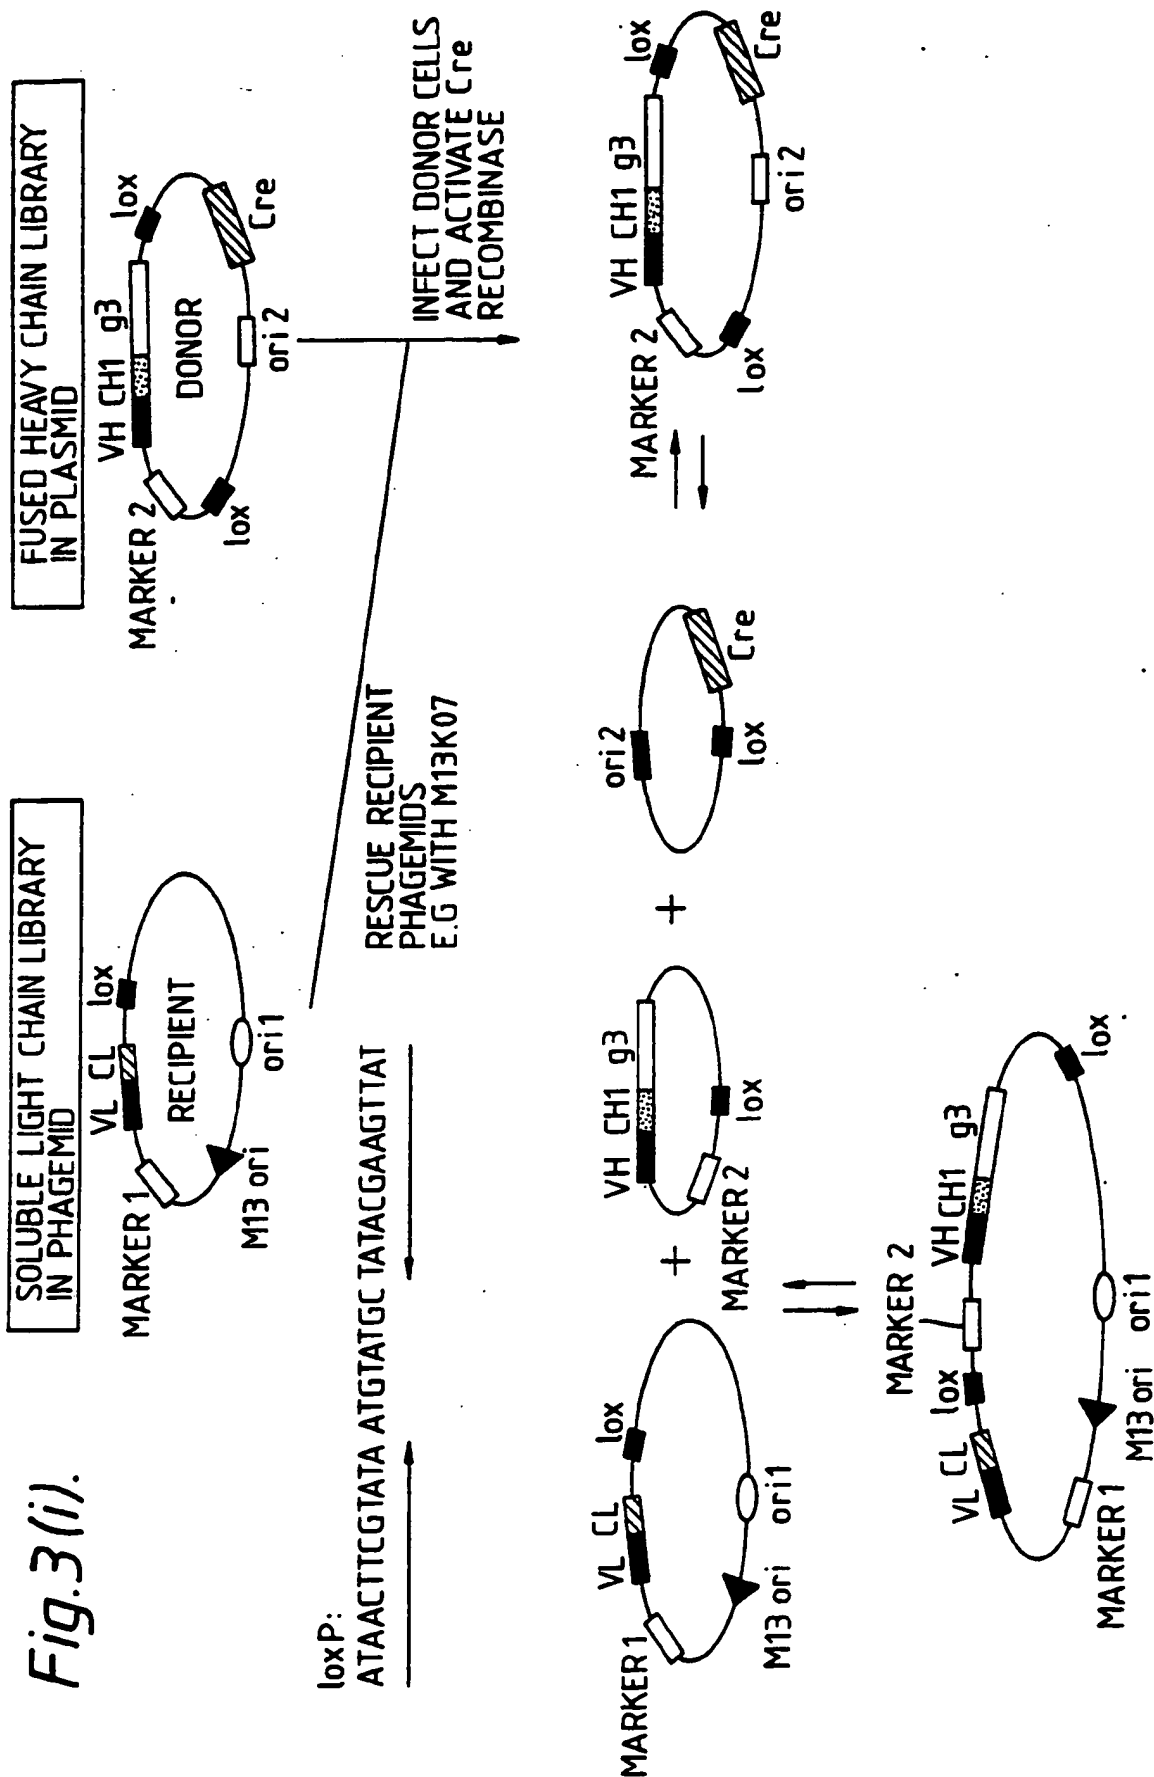 Fig.3(i).
SOLUBLE LIGHT CHAIN LIBRARY
IN PHAGEMID
MARKER 1
VL CL
lox
RECIPIENT
M13 ori
ori1
FUSED HEAVY CHAIN LIBRARY
IN PLASMID
MARKER 2
VH CH1 g3
lox
DONOR
lox
ori 2
Cre
loxP:
ATAACTTCGTATA ATGTATGC TATACGAAGTTAT
RESCUE RECIPIENT
PHAGEMIDS
E.G WITH M13K07
INFECT DONOR CELLS
AND ACTIVATE Cre
RECOMBINASE
MARKER 1
VL CL
lox
M13 ori
ori1
+
VH CH1 g3
MARKER 2
lox
+
ori 2
lox
Cre
MARKER 2
VH CH1 g3
lox
lox
ori 2
Cre
MARKER 2
VL CL
lox
VH CH1
g3
MARKER 1
M13 ori
ori1
lox